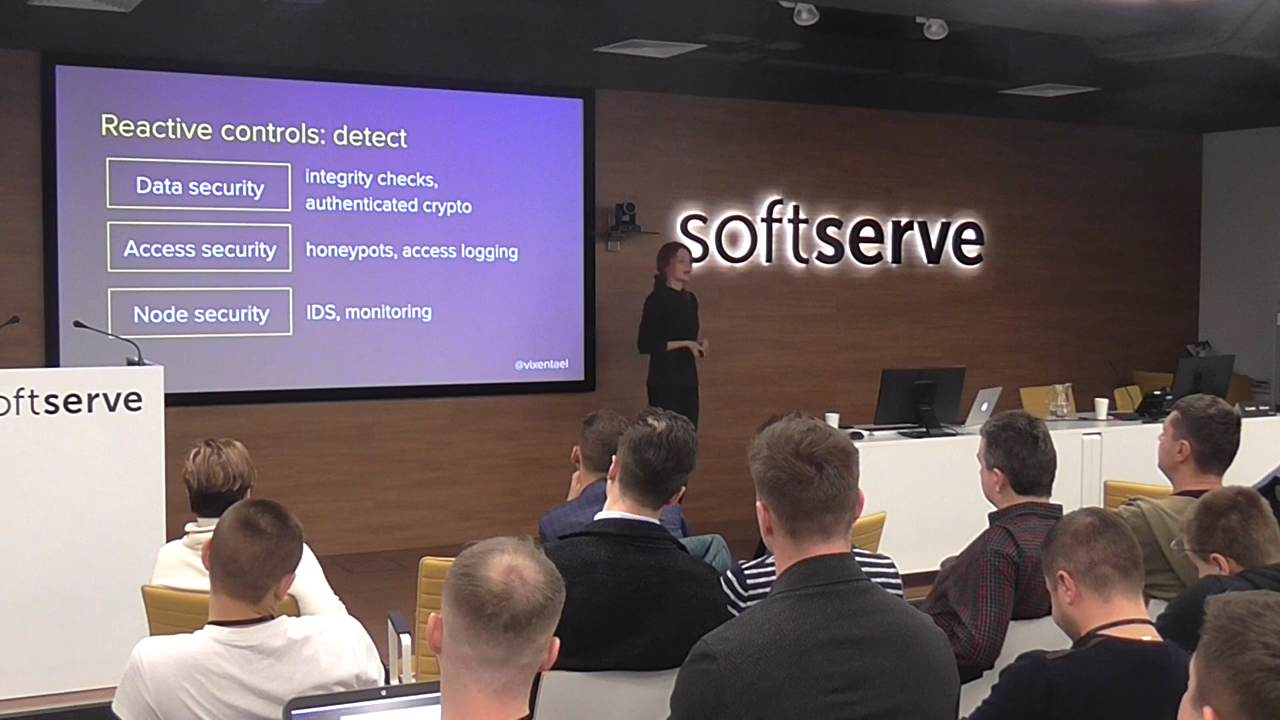 Reactive controls: detect
Data security
integrity checks,
authenticated crypto
Access security
honeypots, access logging
Node security
IDS, monitoring
@vixentael
softserve
oftserve